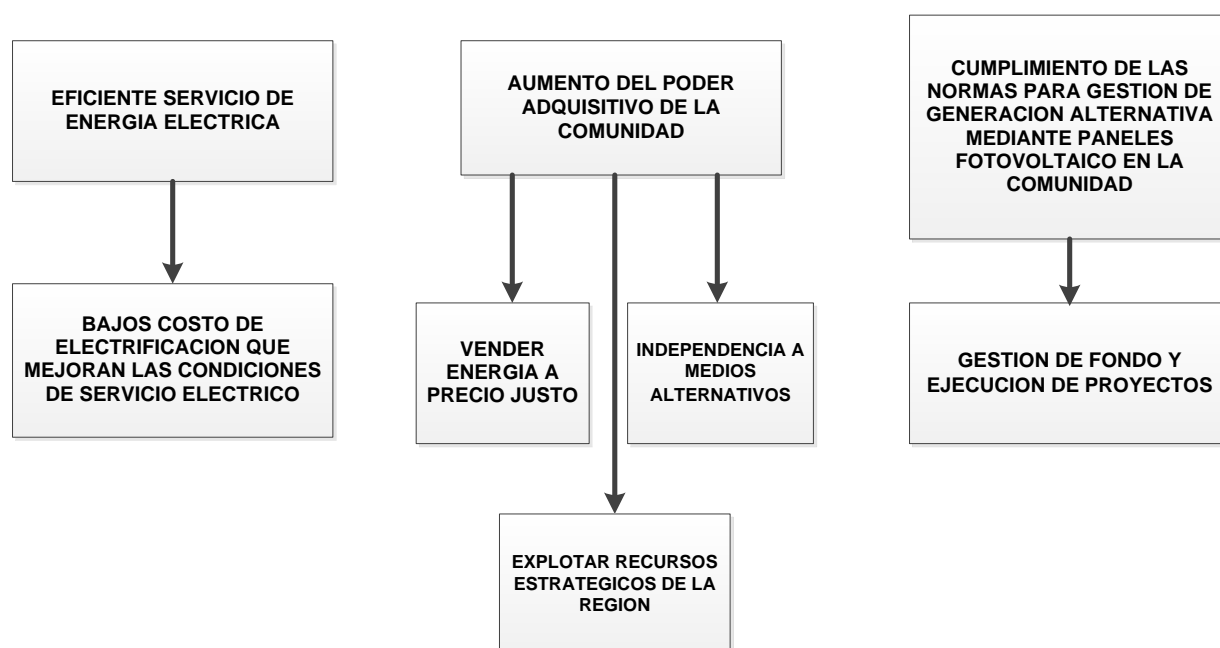 EFICIENTE SERVICIO DE
ENERGIA ELECTRICA
AUMENTO DEL PODER
ADQUISITIVO DE LA
COMUNIDAD
CUMPLIMIENTO DE LAS
NORMAS PARA GESTION DE
GENERACION ALTERNATIVA
MEDIANTE PANELES
FOTOVOLTAICO EN LA
COMUNIDAD
BAJOS COSTO DE
ELECTRIFICACION QUE
MEJORAN LAS CONDICIONES
DE SERVICIO ELECTRICO
VENDER
ENERGIA A
PRECIO JUSTO
INDEPENDENCIA A
MEDIOS
ALTERNATIVOS
GESTION DE FONDO Y
EJECUCION DE PROYECTOS
EXPLOTAR RECURSOS
ESTRATEGICOS DE LA
REGION